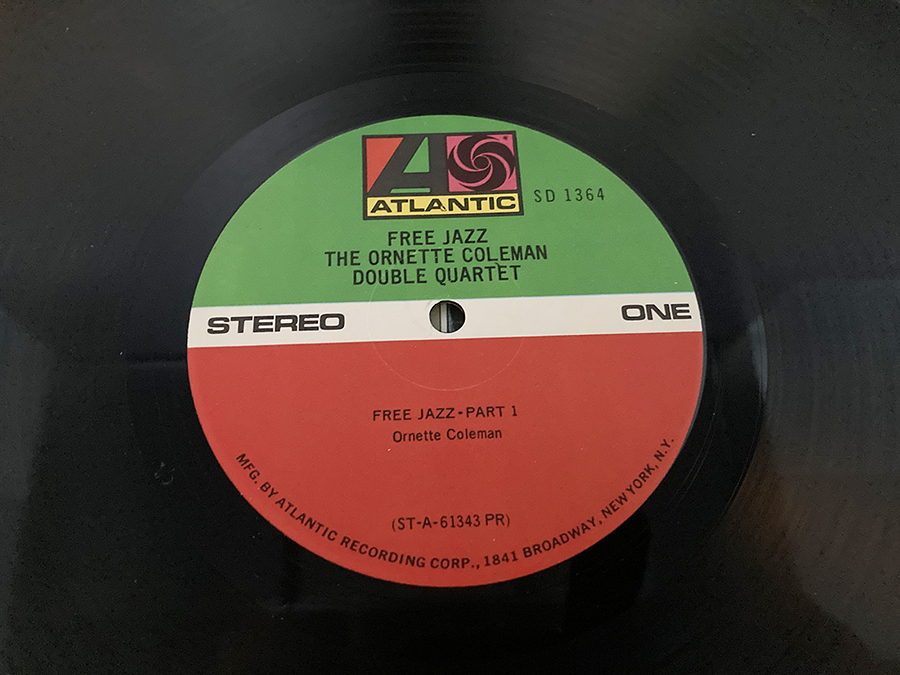 ATLANTIC
SD 1364
FREE JAZZ
THE ORNETTE COLEMAN
DOUBLE QUARTET
STEREO
ONE
FREE JAZZ-PART 1
Ornette Coleman
(ST-A-61343 PR)
MFG. BY ATLANTIC RECORDING CORP., 1841 BROADWAY, NEW YORK, N.Y.